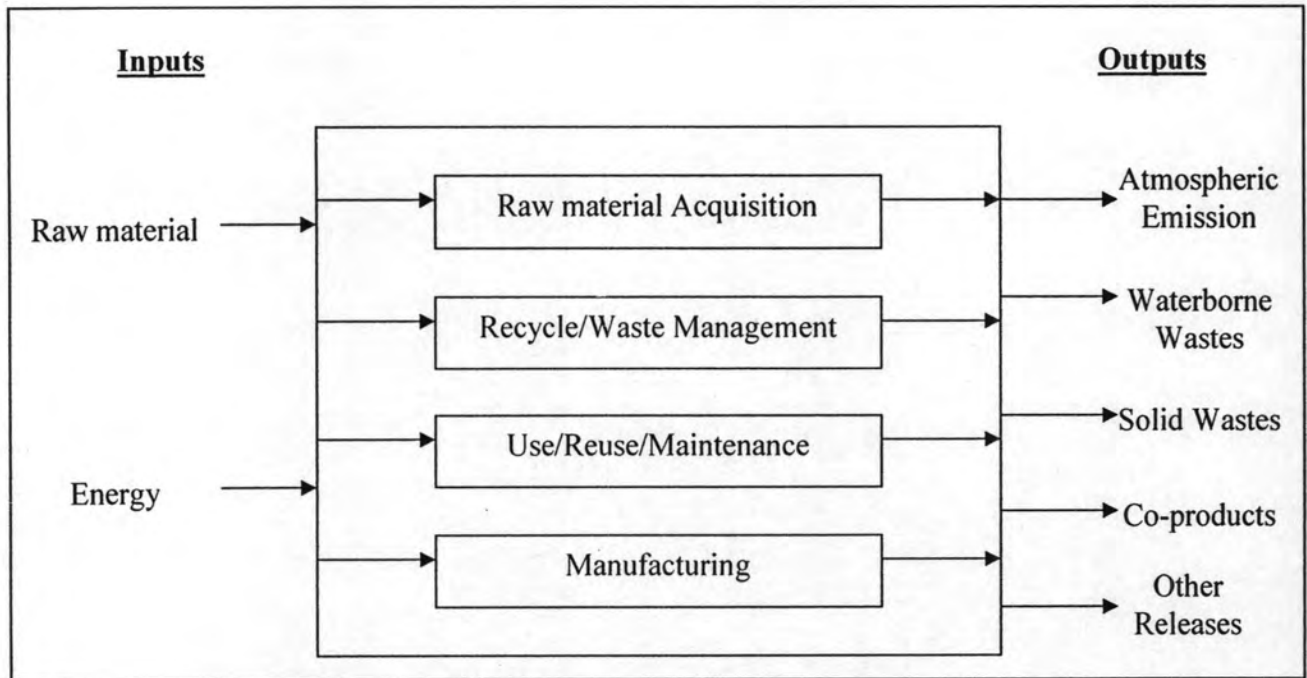 Inputs
Outputs
Raw material
Energy
Raw material Acquisition
Recycle/Waste Management
Use/Reuse/Maintenance
Manufacturing
Atmospheric
Emission
Waterborne
Wastes
Solid Wastes
Co-products
Other
Releases